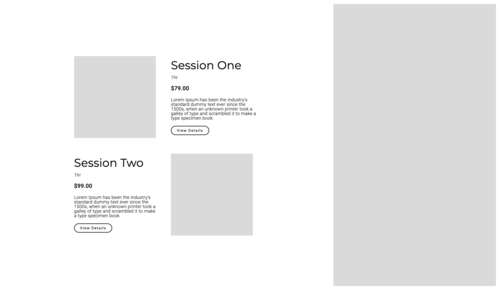 Session One
1hr
$79.00
Lorem Ipsum has been the industry's
standard dummy text ever since the
1500s, when an unknown printer took a
galley of type and scrambled it to make a
type specimen book.
View Details
Session Two
1hr
$99.00
Lorem Ipsum has been the industry's
standard dummy text ever since the
1500s, when an unknown printer took a
galley of type and scrambled it to make
a type specimen book.
View Details